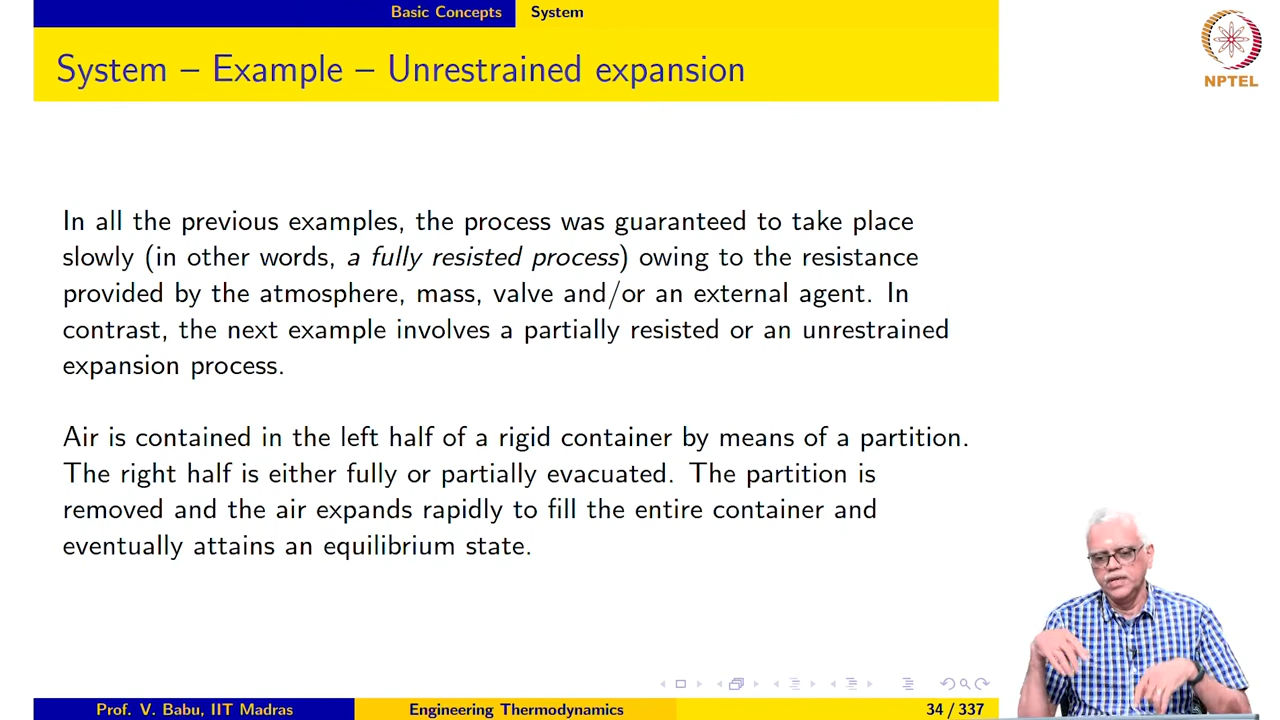 Basic Concepts System
System – Example – Unrestrained expansion
NPTEL
In all the previous examples, the process was guaranteed to take place
slowly (in other words, a fully resisted process) owing to the resistance
provided by the atmosphere, mass, valve and/or an external agent. In
contrast, the next example involves a partially resisted or an unrestrained
expansion process.
Air is contained in the left half of a rigid container by means of a partition.
The right half is either fully or partially evacuated. The partition is
removed and the air expands rapidly to fill the entire container and
eventually attains an equilibrium state.
Prof. V. Babu, IIT Madras Engineering Thermodynamics 34 / 337